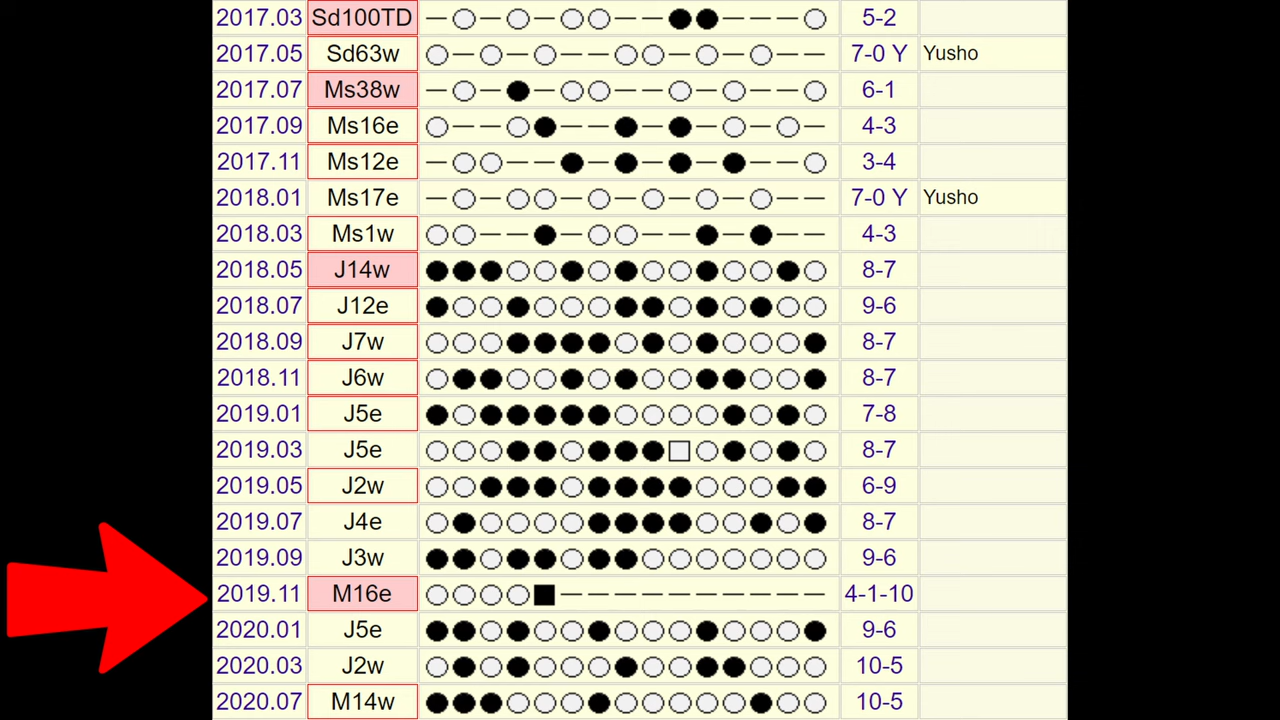 2017.03 Sd100TD 5-2
2017.05 Sd63w 7-0 Y Yusho
2017.07 Ms38w 6-1
2017.09 Ms16e 4-3
2017.11 Ms12e 3-4
2018.01 Ms17e 7-0 Y Yusho
2018.03 Ms1w 4-3
2018.05 J14w 8-7
2018.07 J12e 9-6
2018.09 J7w 8-7
2018.11 J6w 8-7
2019.01 J5e 7-8
2019.03 J5e 8-7
2019.05 J2w 6-9
2019.07 J4e 8-7
2019.09 J3w 9-6
2019.11 M16e 4-1-10
2020.01 J5e 9-6
2020.03 J2w 10-5
2020.07 M14w 10-5